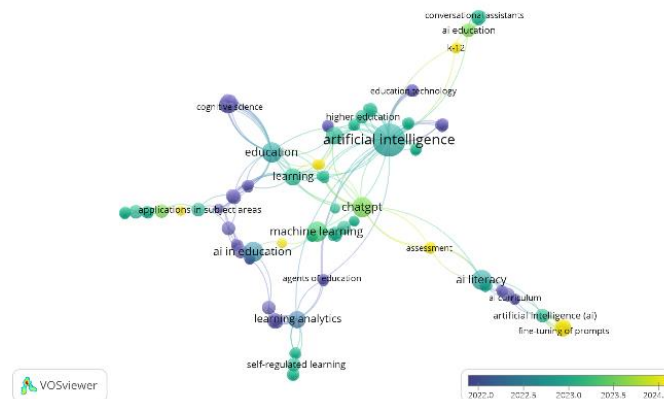 conversational assistants
ai education
k-12
education technology
cognitive science
higher education
artificial intelligence
education
learning
chatgpt
applications in subject areas
machine learning
ai in education
assessment
agents of education
ai literacy
ai curriculum
learning analytics
artificial intelligence (ai)
fine-tuning of prompts
self-regulated learning
VOSviewer
2022.0 2022.5 2023.0 2023.5 2024.